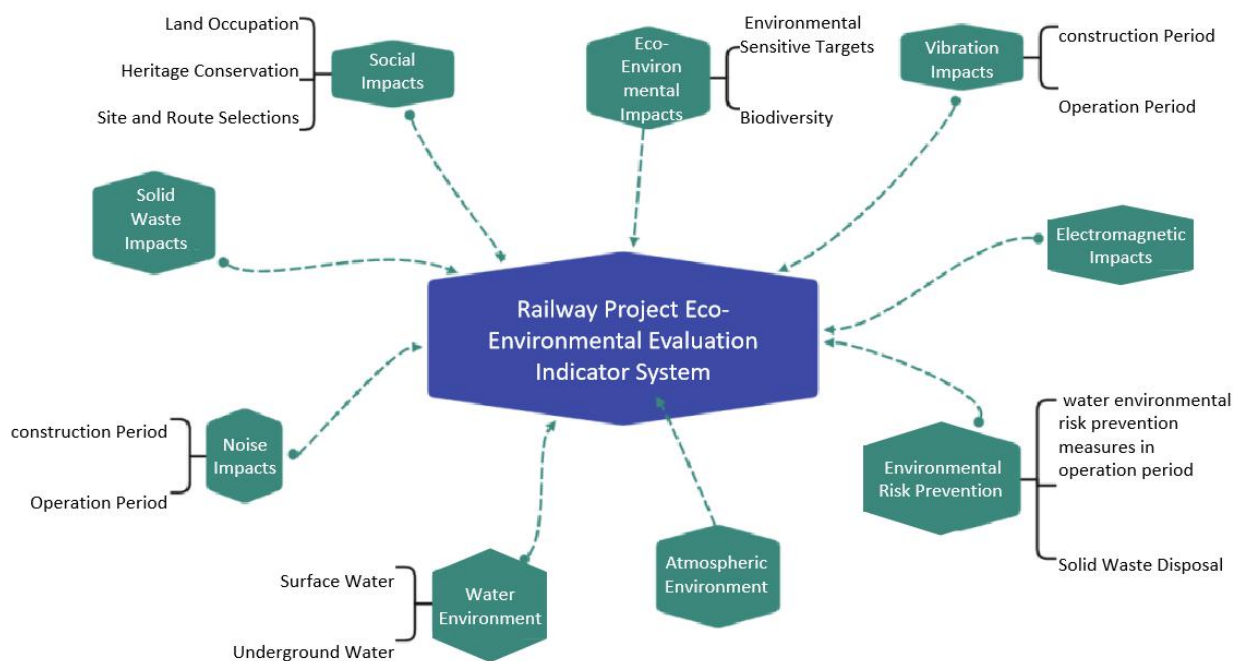 Land Occupation
Heritage Conservation
Site and Route Selections
Social
Impacts
Eco-
Environ
mental
Impacts
Environmental
Sensitive Targets
Biodiversity
Vibration
Impacts
construction Period
Operation Period
Solid
Waste
Impacts
Electromagnetic
Impacts
Railway Project Eco-
Environmental Evaluation
Indicator System
construction Period
Operation Period
Noise
Impacts
Environmental
Risk Prevention
water environmental
risk prevention
measures in
operation period
Solid Waste Disposal
Surface Water
Underground Water
Water
Environment
Atmospheric
Environment